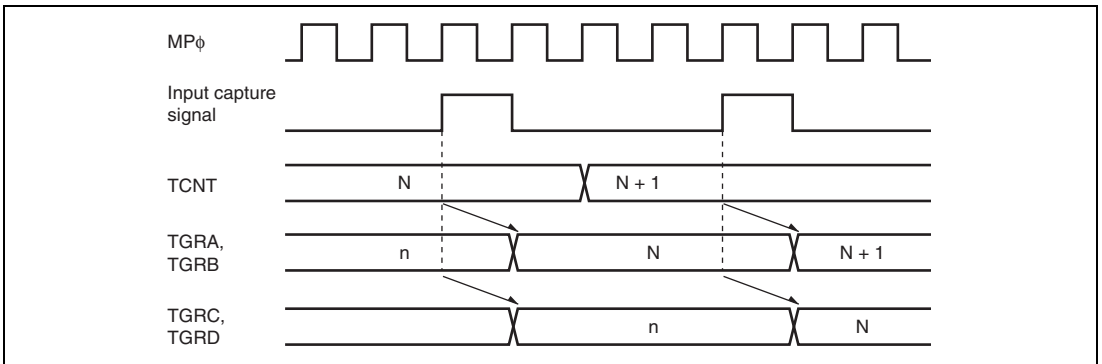 MPφ
Input capture
signal
TCNT
N
N + 1
TGRA,
TGRB
n
N
N + 1
TGRC,
TGRD
n
N